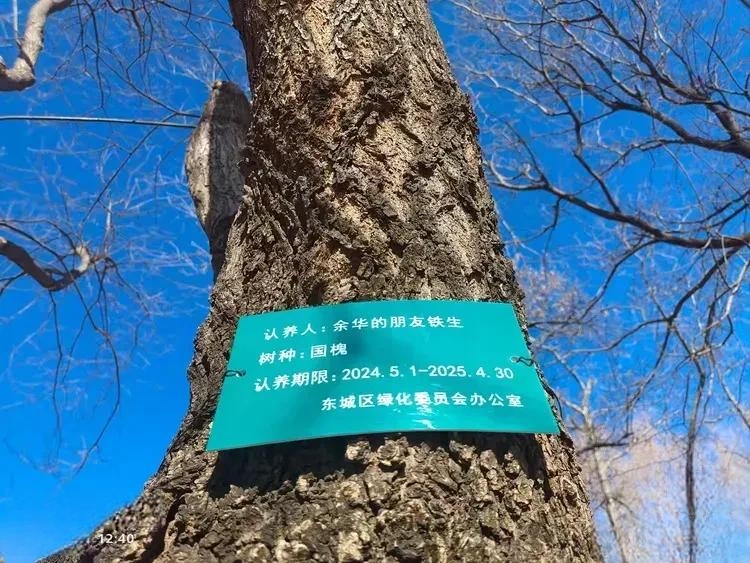 认养人：余华的朋友铁生
树种：国槐
认养期限：2024.5.1-2025.4.30
东城区绿化委员会办公室
12:40